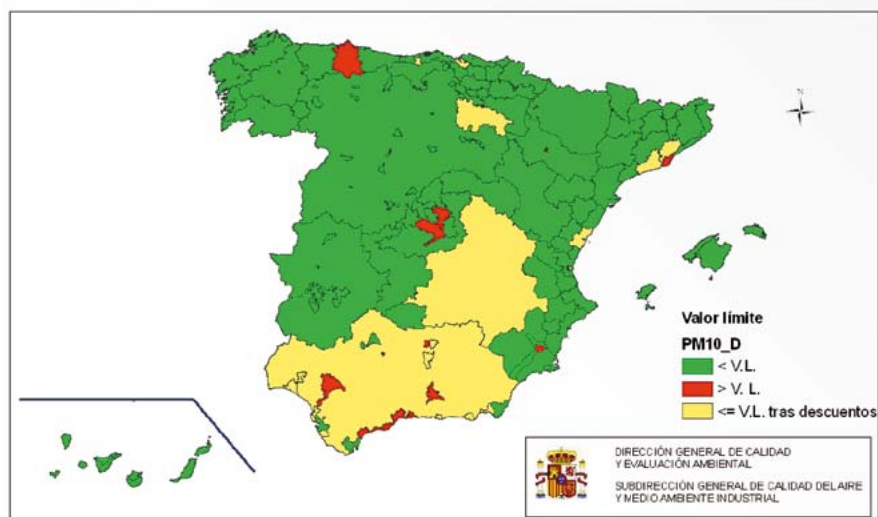 N
Valor límite
PM10_D
< V.L.
> V. L.
<= V.L. tras descuentos
DIRECCIÓN GENERAL DE CALIDAD
Y EVALUACIÓN AMBIENTAL
SUBDIRECCIÓN GENERAL DE CALIDAD DEL AIRE
Y MEDIO AMBIENTE INDUSTRIAL